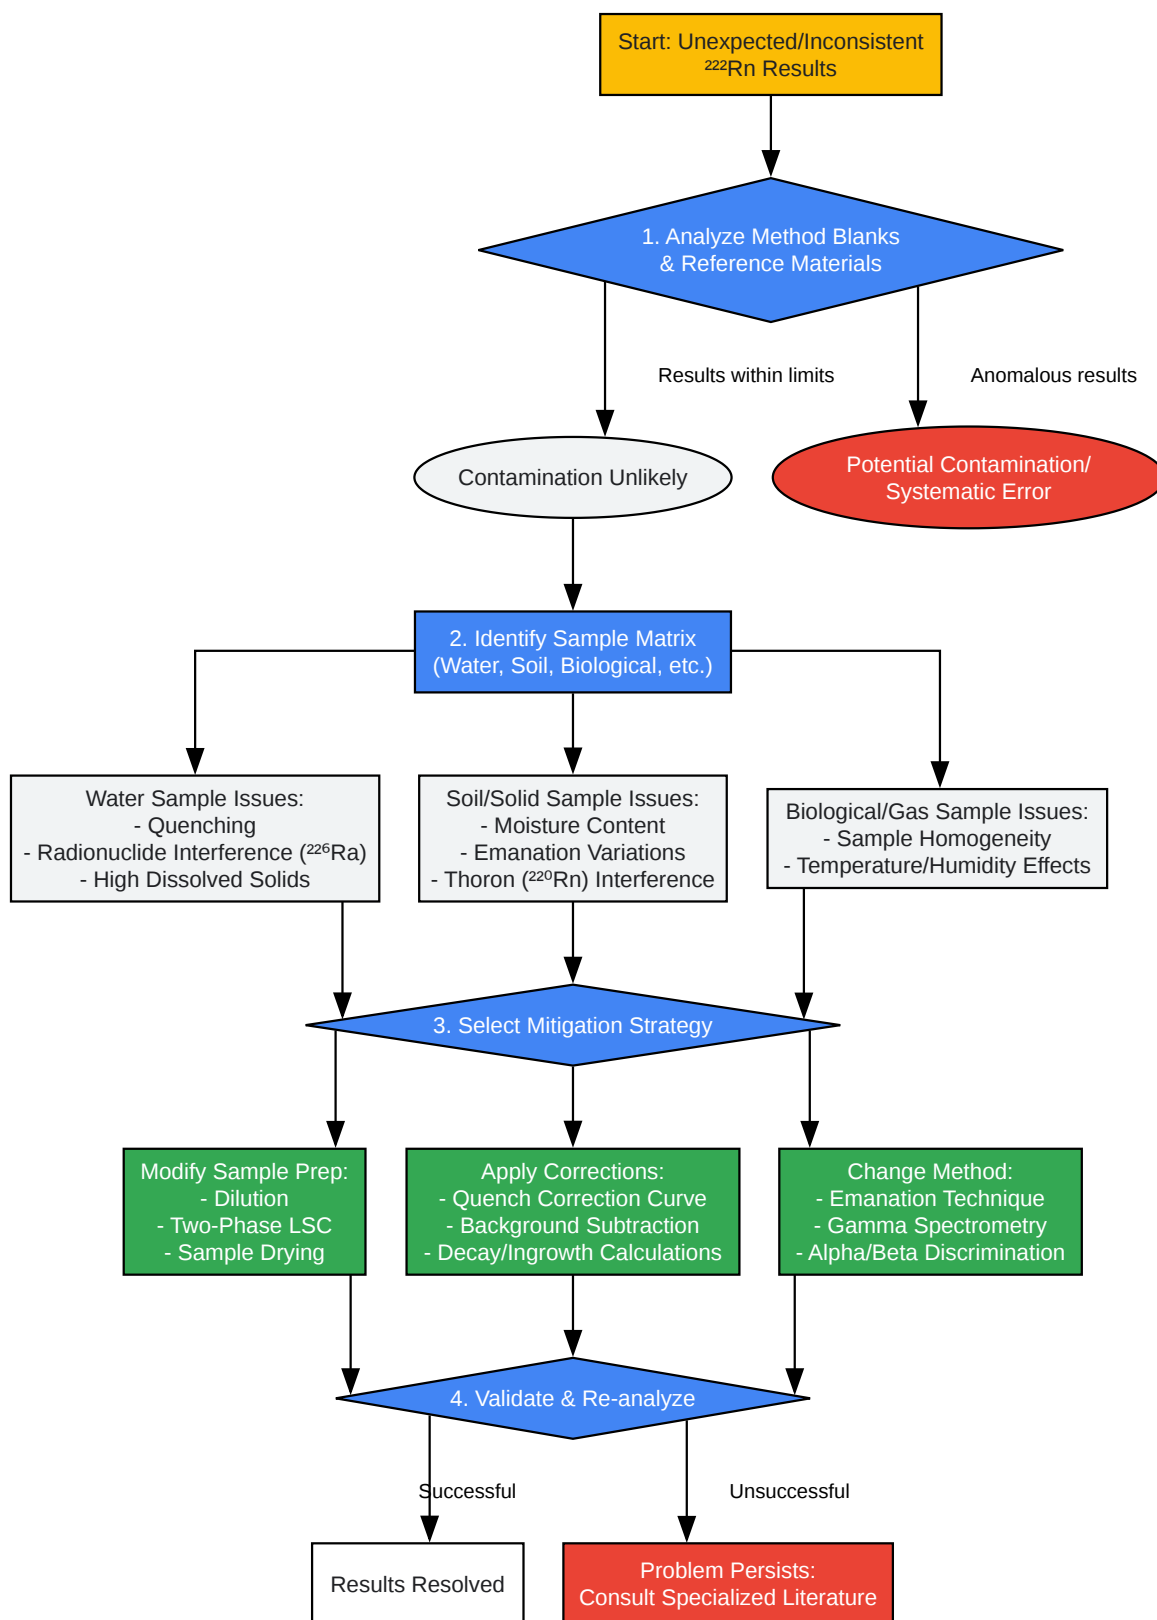 Start: Unexpected/Inconsistent
²²²Rn Results
1. Analyze Method Blanks
& Reference Materials
Results within limits
Anomalous results
Contamination Unlikely
Potential Contamination/
Systematic Error
2. Identify Sample Matrix
(Water, Soil, Biological, etc.)
Water Sample Issues:
- Quenching
- Radionuclide Interference (²²⁶Ra)
- High Dissolved Solids
Soil/Solid Sample Issues:
- Moisture Content
- Emanation Variations
- Thoron (²²⁰Rn) Interference
Biological/Gas Sample Issues:
- Sample Homogeneity
- Temperature/Humidity Effects
3. Select Mitigation Strategy
Modify Sample Prep:
- Dilution
- Two-Phase LSC
- Sample Drying
Apply Corrections:
- Quench Correction Curve
- Background Subtraction
- Decay/Ingrowth Calculations
Change Method:
- Emanation Technique
- Gamma Spectrometry
- Alpha/Beta Discrimination
4. Validate & Re-analyze
Successful
Unsuccessful
Results Resolved
Problem Persists:
Consult Specialized Literature